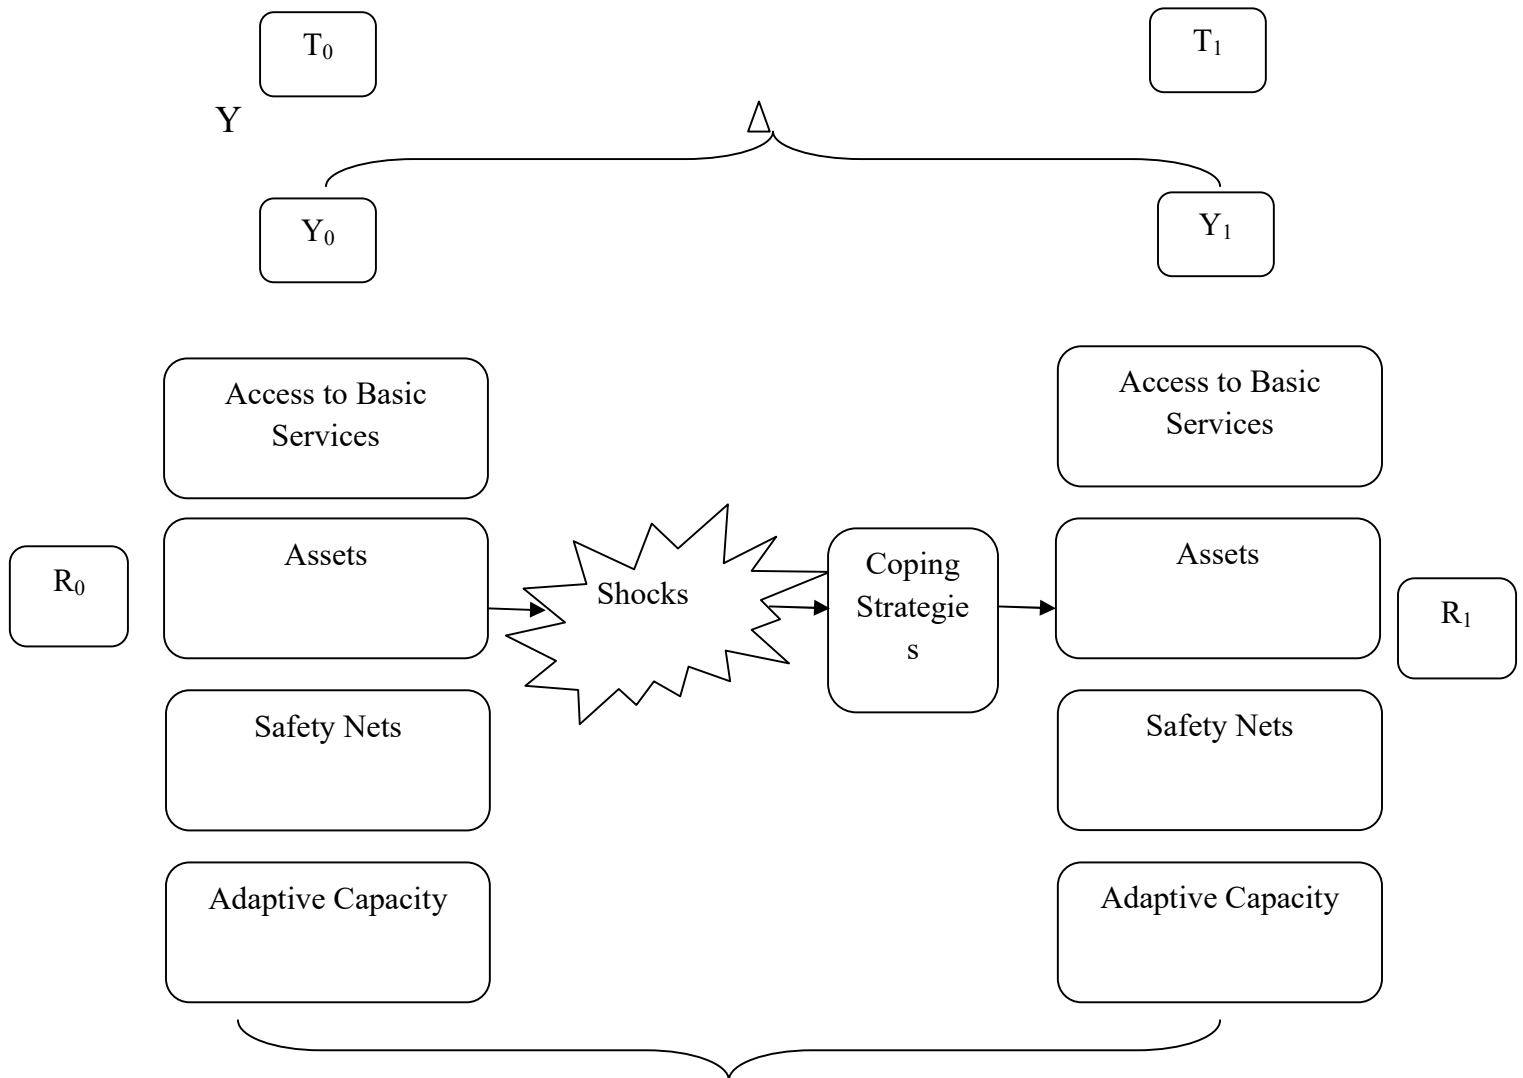 T₀
T₁
Y
Δ
Y₀
Y₁
Access to Basic
Services
Access to Basic
Services
Assets
Shocks
Coping
Strategie
s
Assets
R₀
R₁
Safety Nets
Safety Nets
Adaptive Capacity
Adaptive Capacity